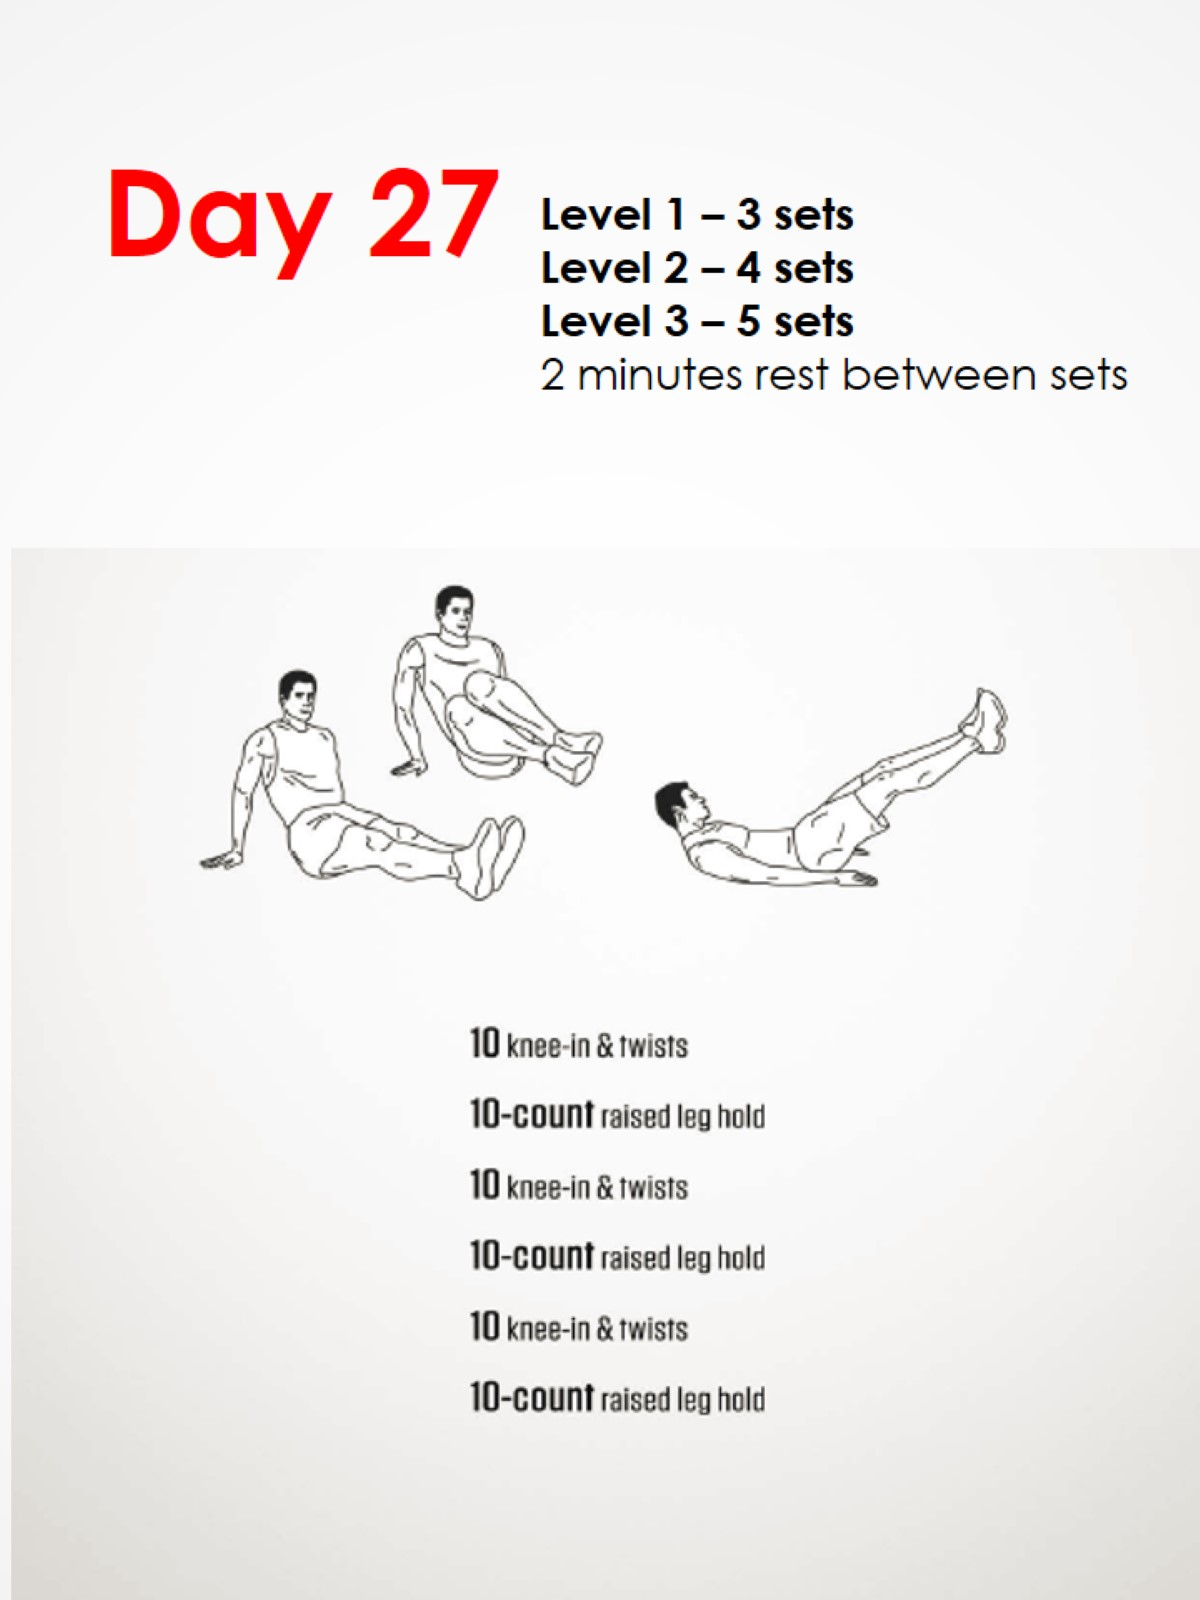 Day 27
Level 1 – 3 sets
Level 2 – 4 sets
Level 3 – 5 sets
2 minutes rest between sets
10 knee-in & twists
10-count raised leg hold
10 knee-in & twists
10-count raised leg hold
10 knee-in & twists
10-count raised leg hold